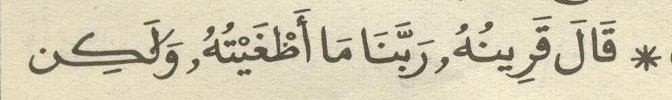 * قَالَ قَرِينُهُۥ رَبَّنَا مَا أَطْغَيْتُهُۥ وَلَٰكِن